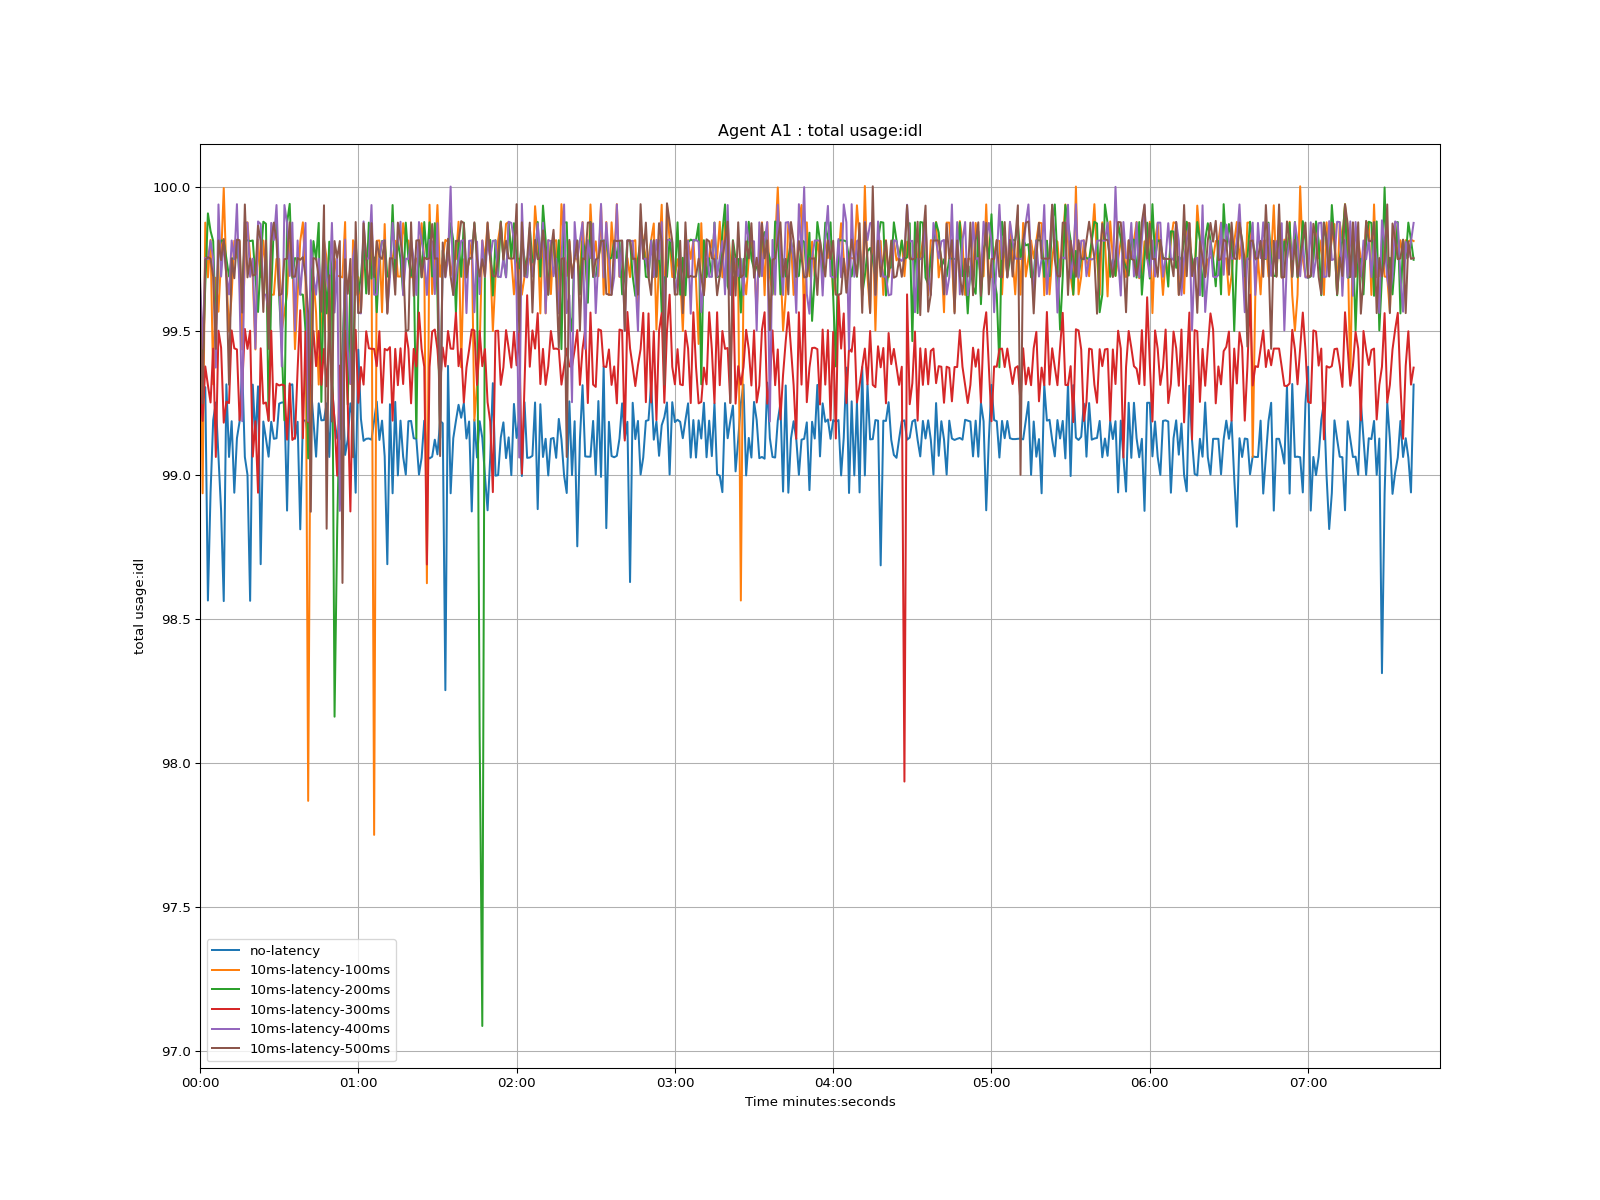 Agent A1 : total usage:idl
100.0
99.5
99.0
98.5
98.0
97.5
97.0
total usage:idl
no-latency
10ms-latency-100ms
10ms-latency-200ms
10ms-latency-300ms
10ms-latency-400ms
10ms-latency-500ms
00:00 01:00 02:00 03:00 04:00 05:00 06:00 07:00
Time minutes:seconds